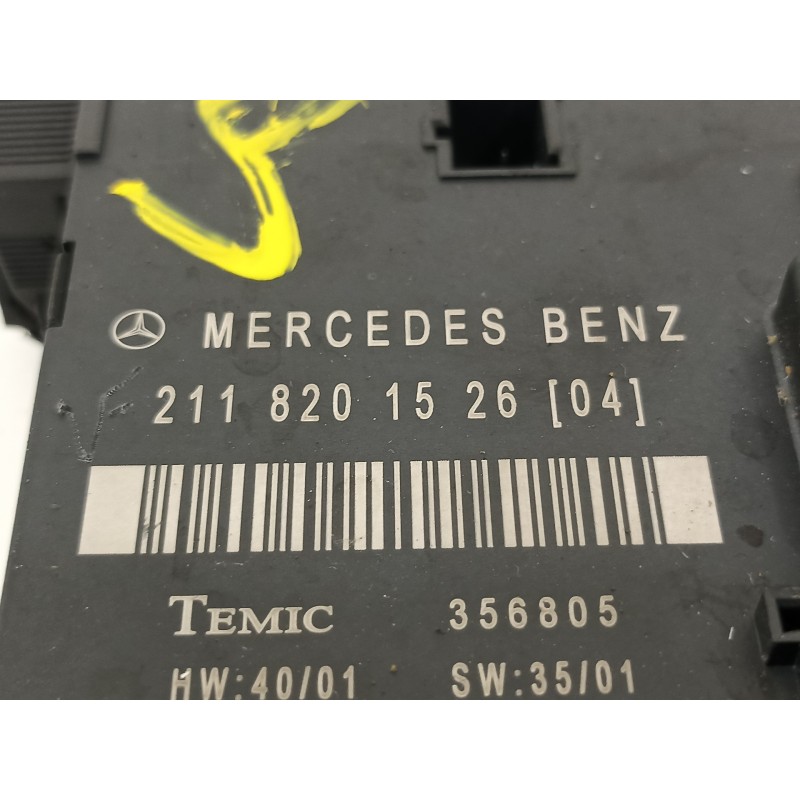 MERCEDES BENZ
211 820 15 26 [04]
TEMIC 356805
HW:40/01 SW:35/01